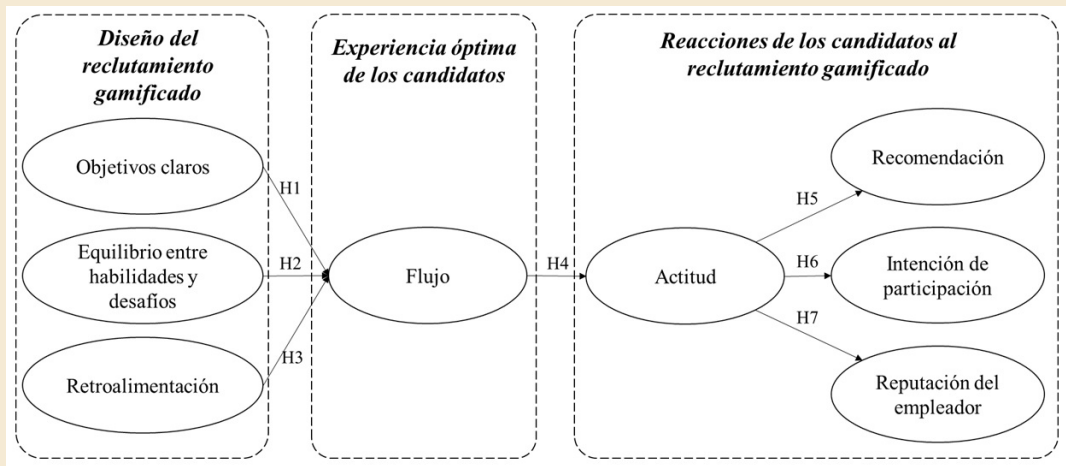 Diseño del
reclutamiento
gamificado
Objetivos claros
Equilibrio entre
habilidades y
desafíos
Retroalimentación
H1
H2
H3
Experiencia óptima
de los candidatos
Flujo
H4
Reacciones de los candidatos al
reclutamiento gamificado
Actitud
H5
H6
H7
Recomendación
Intención de
participación
Reputación del
empleador